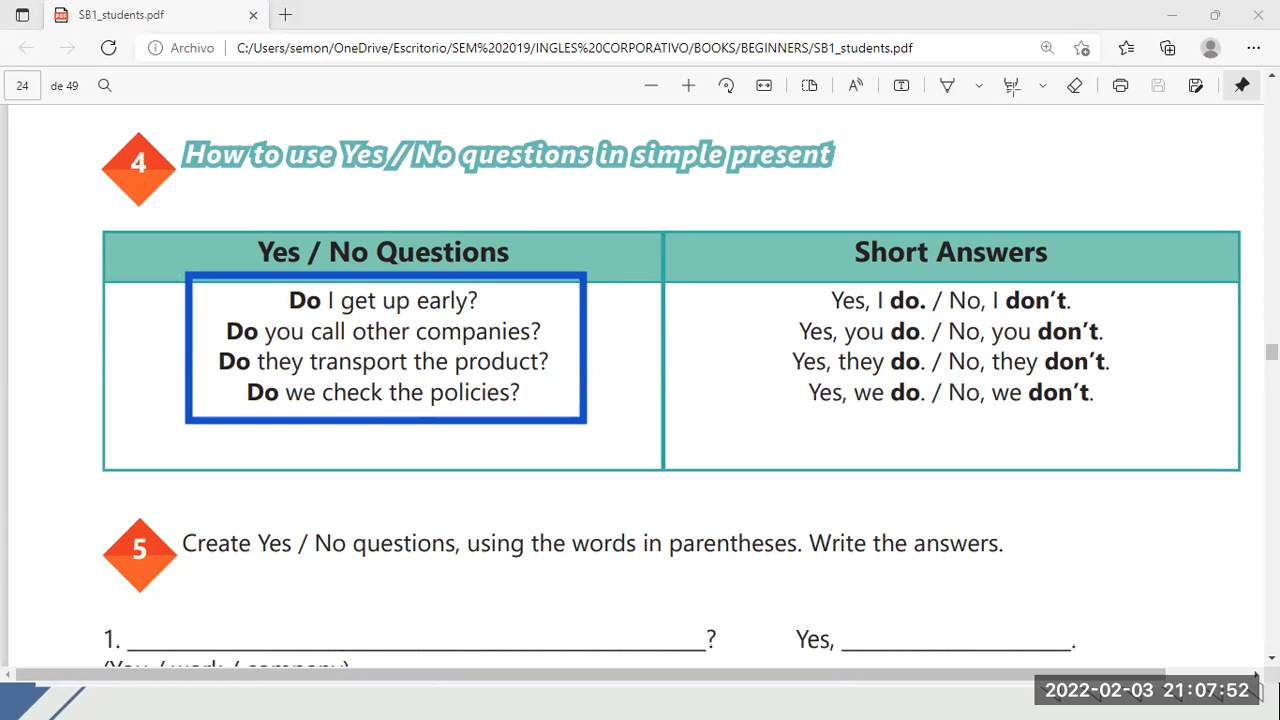 SB1_students.pdf
Archivo
C:/Users/semon/OneDrive/Escritorio/SEM%202019/INGLES%20CORPORATIVO/BOOKS/BEGINNERS/SB1_students.pdf
24 de 49
4 How to use Yes / No questions in simple present
Yes / No Questions
Do I get up early?
Do you call other companies?
Do they transport the product?
Do we check the policies?
Short Answers
Yes, I do. / No, I don't.
Yes, you do. / No, you don't.
Yes, they do. / No, they don't.
Yes, we do. / No, we don't.
5 Create Yes / No questions, using the words in parentheses. Write the answers.
1. ______________________________? Yes, ____________________.
(You / work / company)
2022-02-03 21:07:52